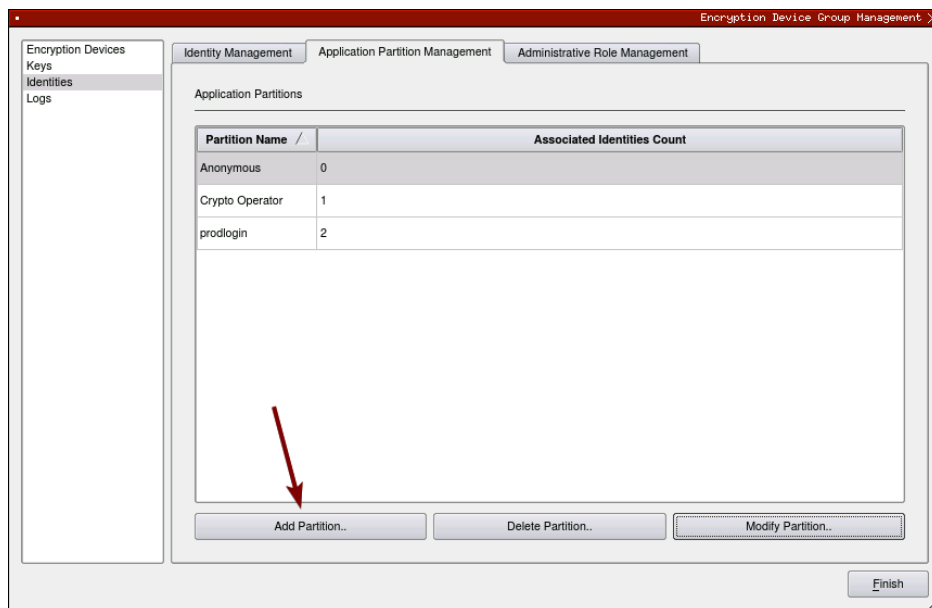 Encryption Device Group Management
Encryption Devices
Keys
Identities
Logs
Identity Management
Application Partition Management
Administrative Role Management
Application Partitions
Partition Name Associated Identities Count
Anonymous 0
Crypto Operator 1
prodlogin 2
Add Partition.. Delete Partition.. Modify Partition..
Finish